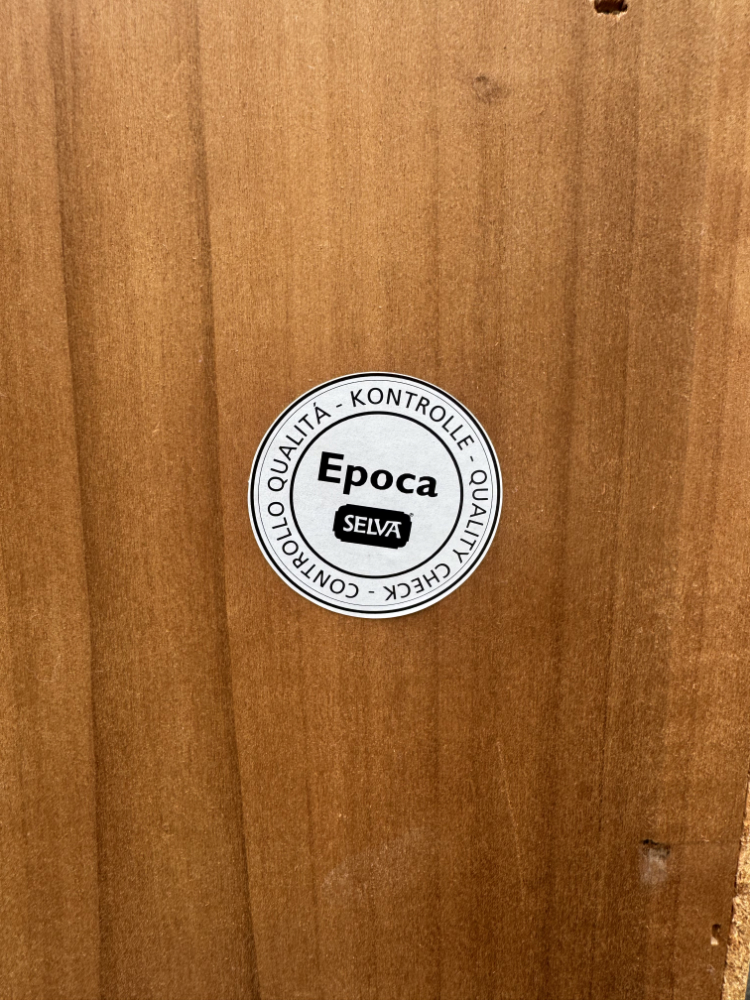 CONTROLLO QUALITÁ - KONTROLLE - QUALITY CHECK -
Epoca
SELVA